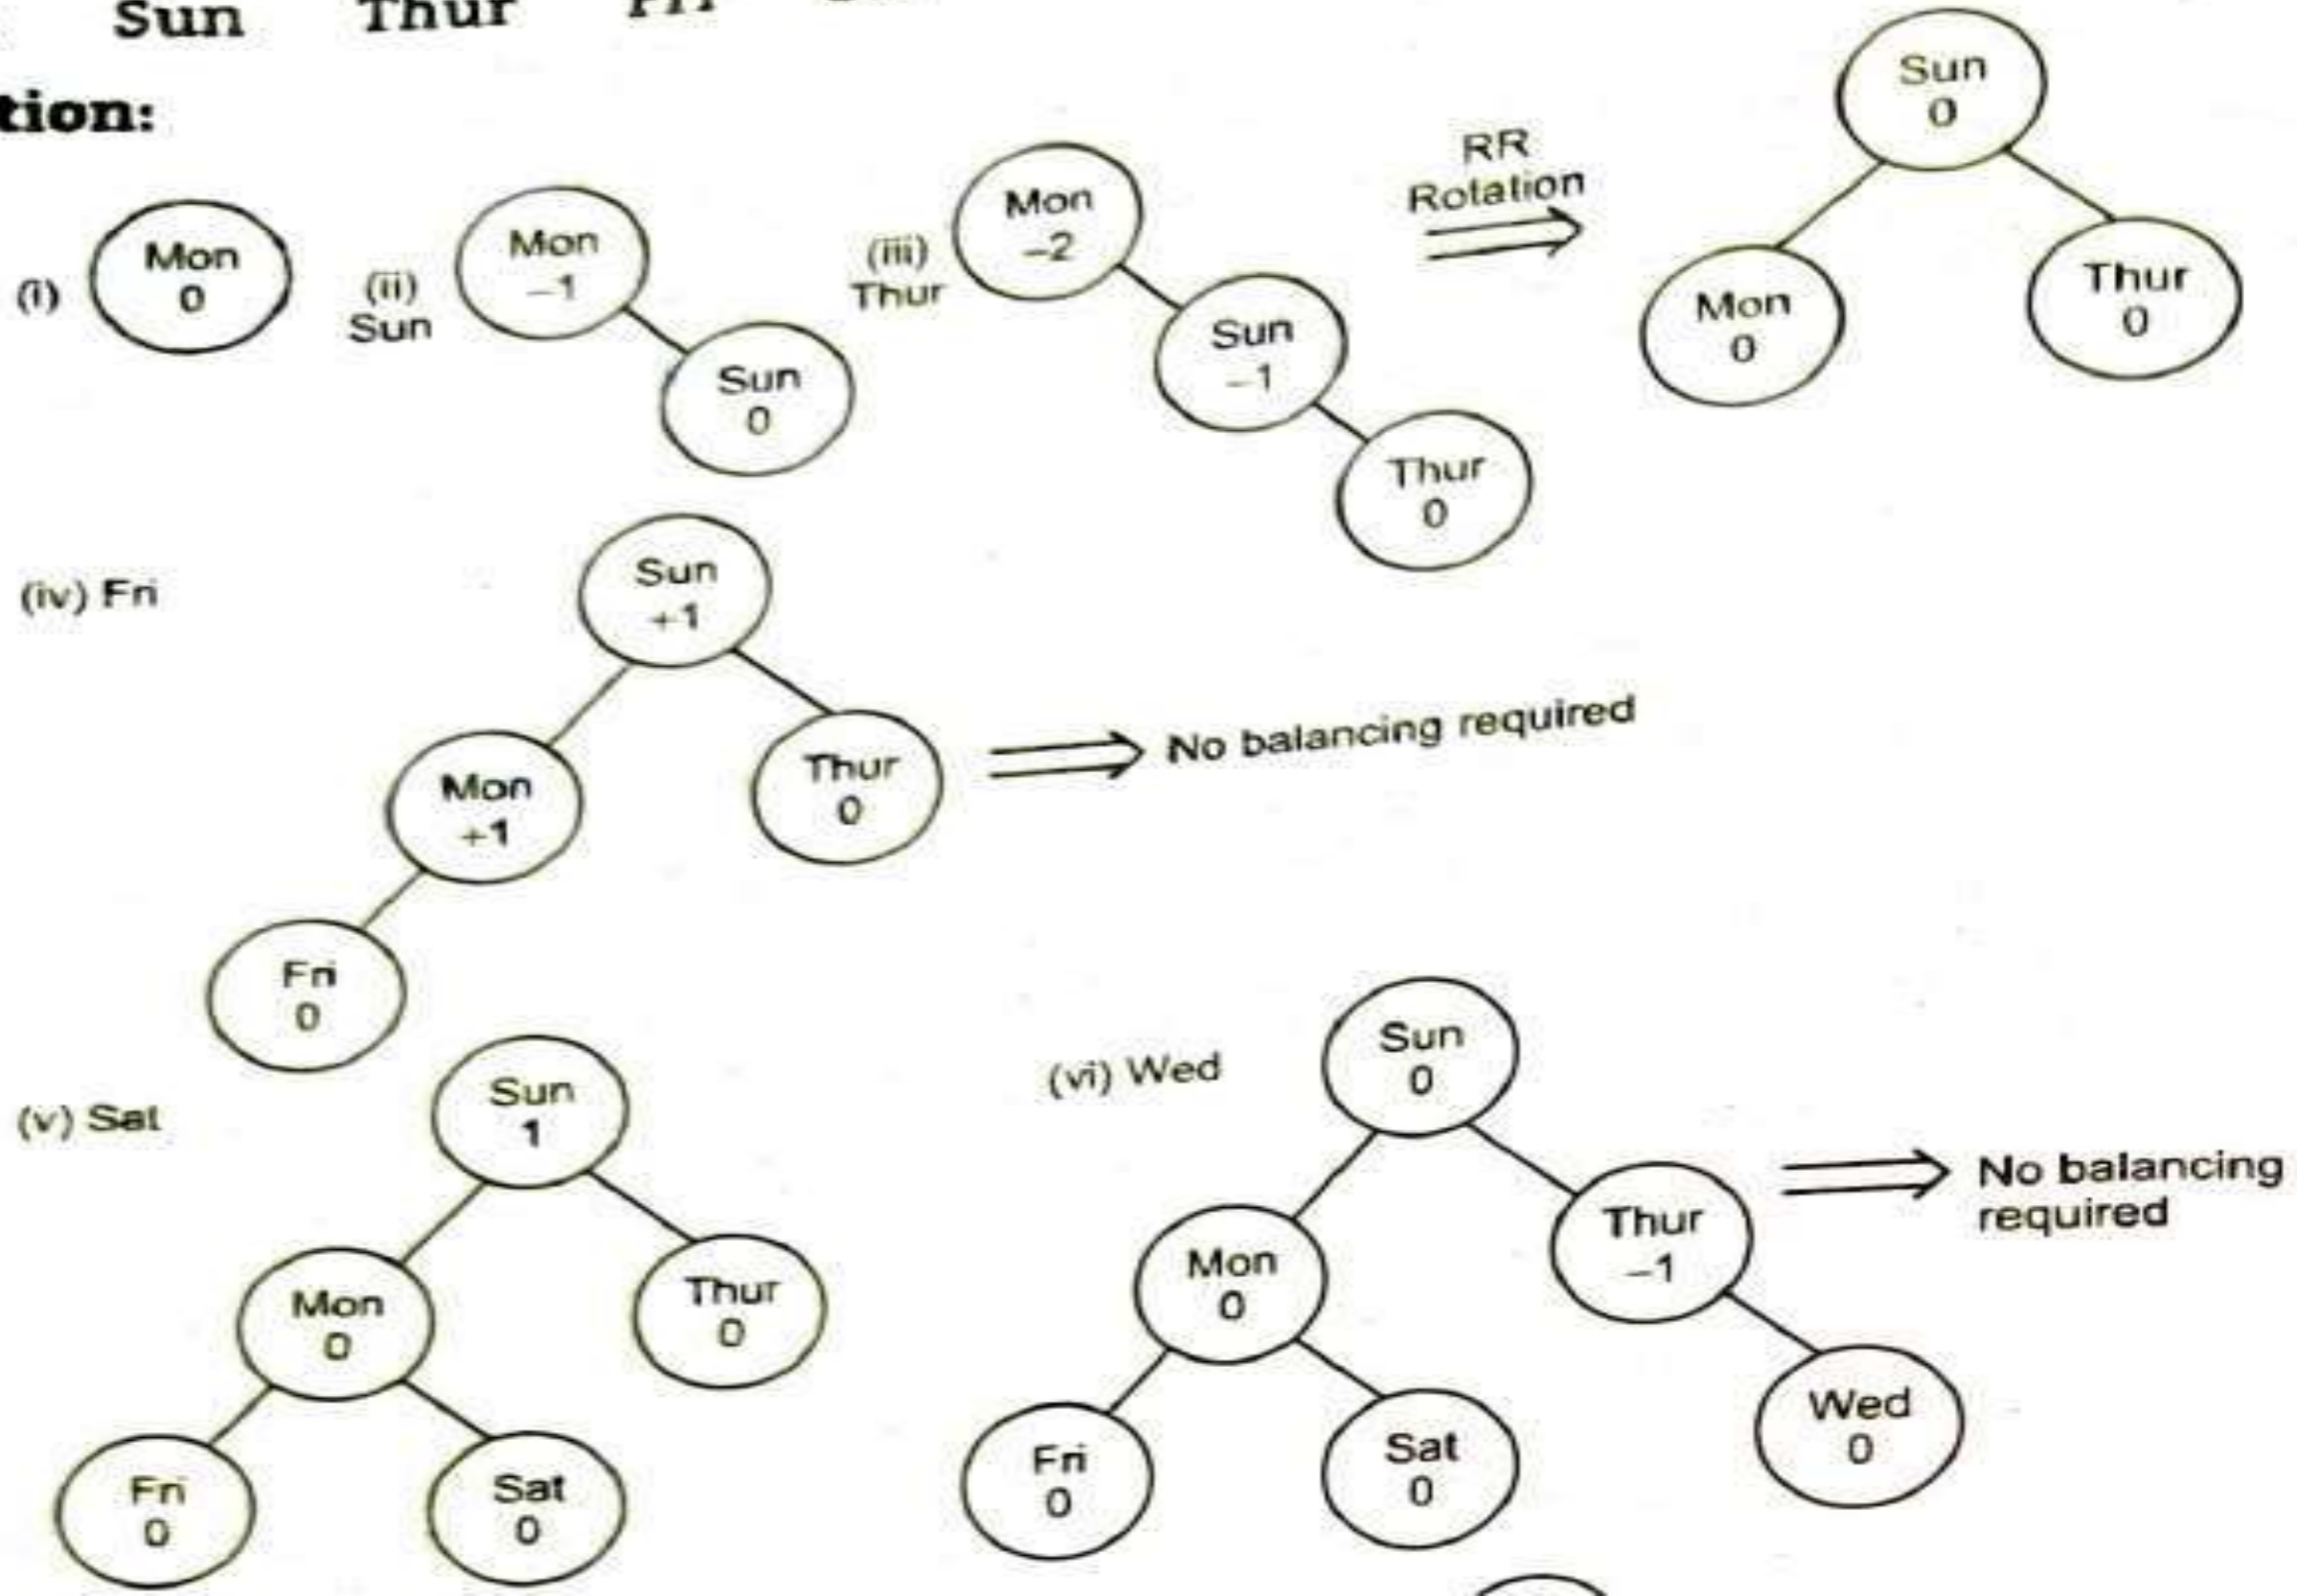 Sun Thur Fri
tion:
(i)
Mon
0
(ii)
Sun
Mon
–1
Sun
0
(iii)
Thur
Mon
–2
Sun
–1
Thur
0
RR
Rotation
Sun
0
Mon
0
Thur
0
(iv) Fri
Sun
+1
Mon
+1
Thur
0
Fri
0
No balancing required
(v) Sat
Sun
1
Mon
0
Thur
0
Fri
0
Sat
0
(vi) Wed
Sun
0
Mon
0
Thur
–1
Fri
0
Sat
0
Wed
0
No balancing
required